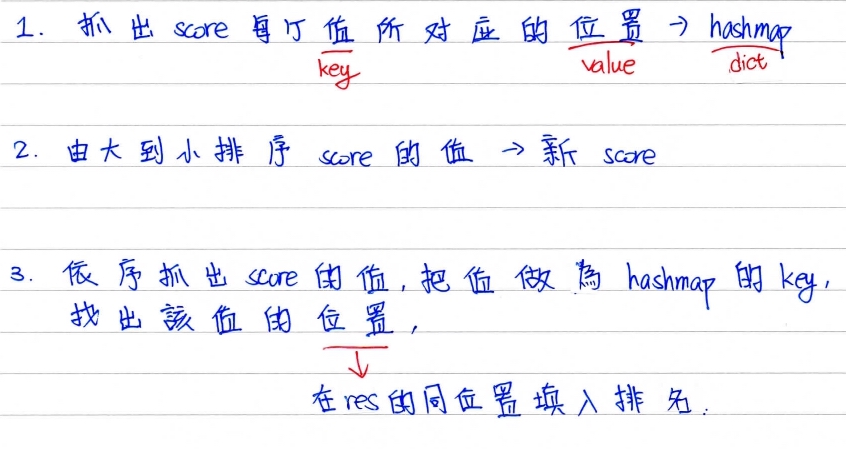 1. 抓出 score 每个值所对应的位置 → hashmap
key value dict
2. 由大到小排序 score 的值 → 新 score
3. 依序抓出 score 的值,把值做為 hashmap 的 key,
找出該值的位置,
↓
在 res 的同位置填入排名.